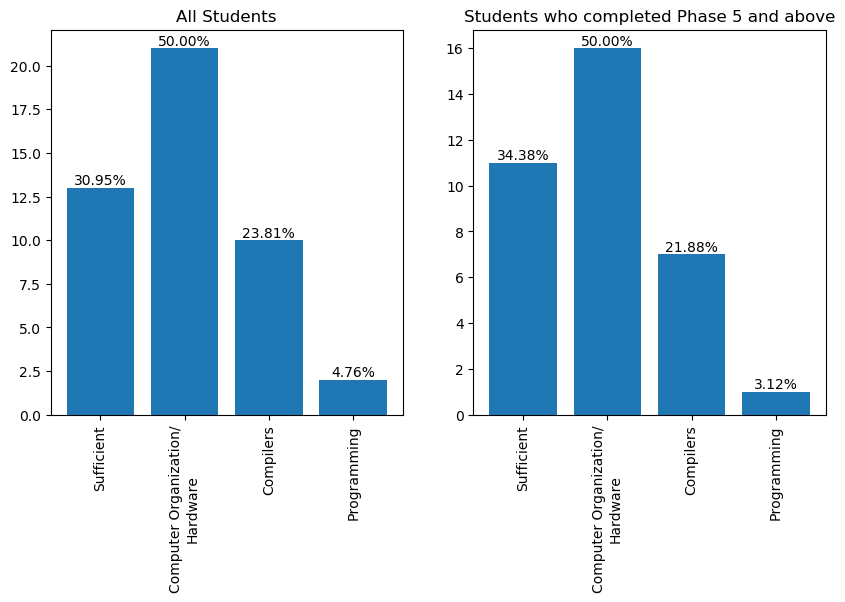 All Students
Students who completed Phase 5 and above
20.0
17.5
15.0
12.5
10.0
7.5
5.0
2.5
0.0
30.95%
50.00%
23.81%
4.76%
Sufficient
Computer Organization/
Hardware
Compilers
Programming
16
14
12
10
8
6
4
2
0
34.38%
50.00%
21.88%
3.12%
Sufficient
Computer Organization/
Hardware
Compilers
Programming